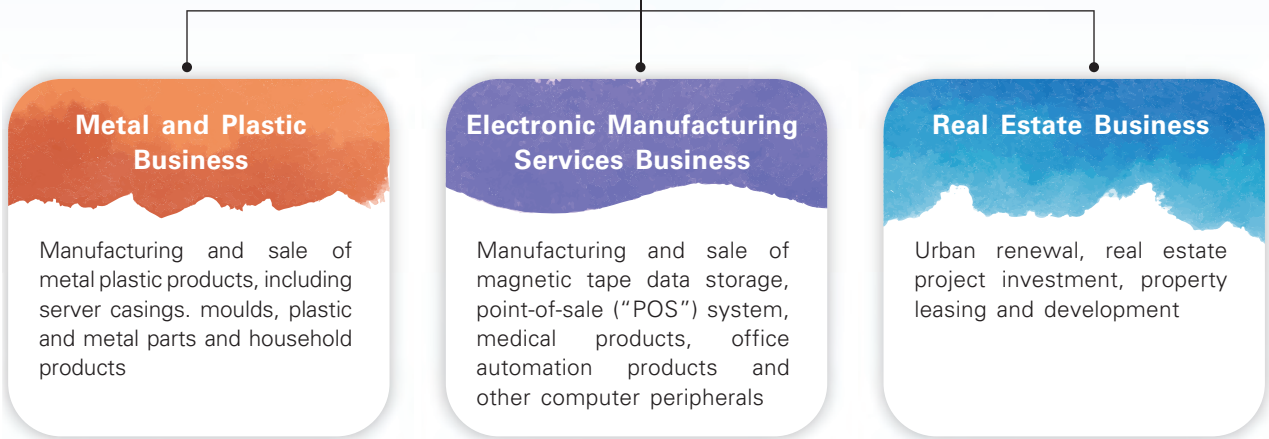 Metal and Plastic
Business
Manufacturing and sale of
metal plastic products, including
server casings. moulds, plastic
and metal parts and household
products
Electronic Manufacturing
Services Business
Manufacturing and sale of
magnetic tape data storage,
point-of-sale (“POS”) system,
medical products, office
automation products and
other computer peripherals
Real Estate Business
Urban renewal, real estate
project investment, property
leasing and development